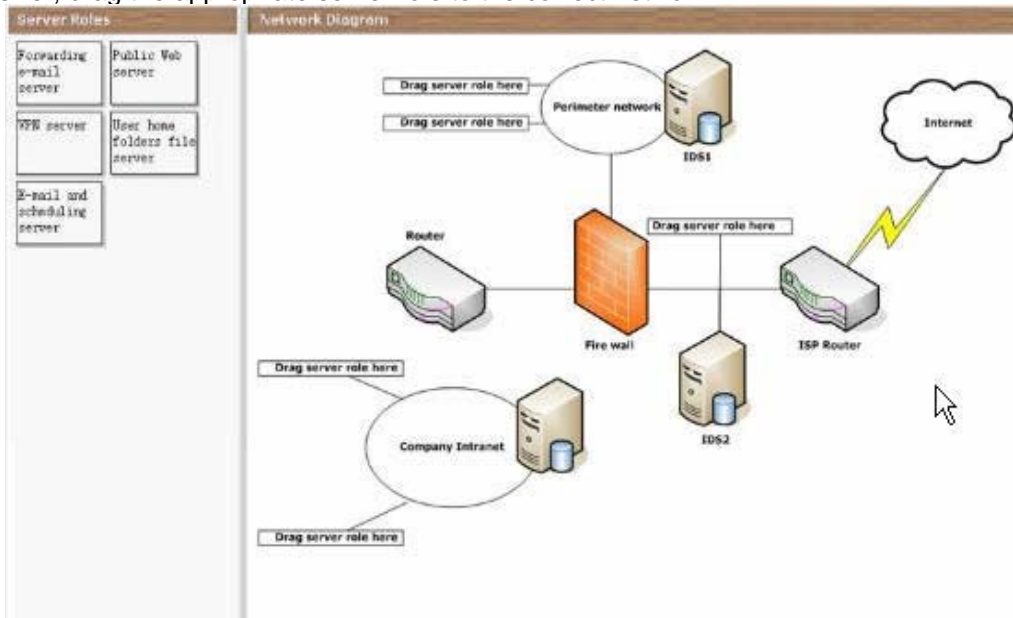 Server Roles
Network Diagram
Forwarding
e-mail
server
Public Web
server
VPN server
User home
folders file
server
E-mail and
scheduling
server
Drag server role here
Drag server role here
Perimeter network
IDS1
Internet
Drag server role here
Router
Fire wall
ISP Router
IDS2
Drag server role here
Company Intranet
Drag server role here